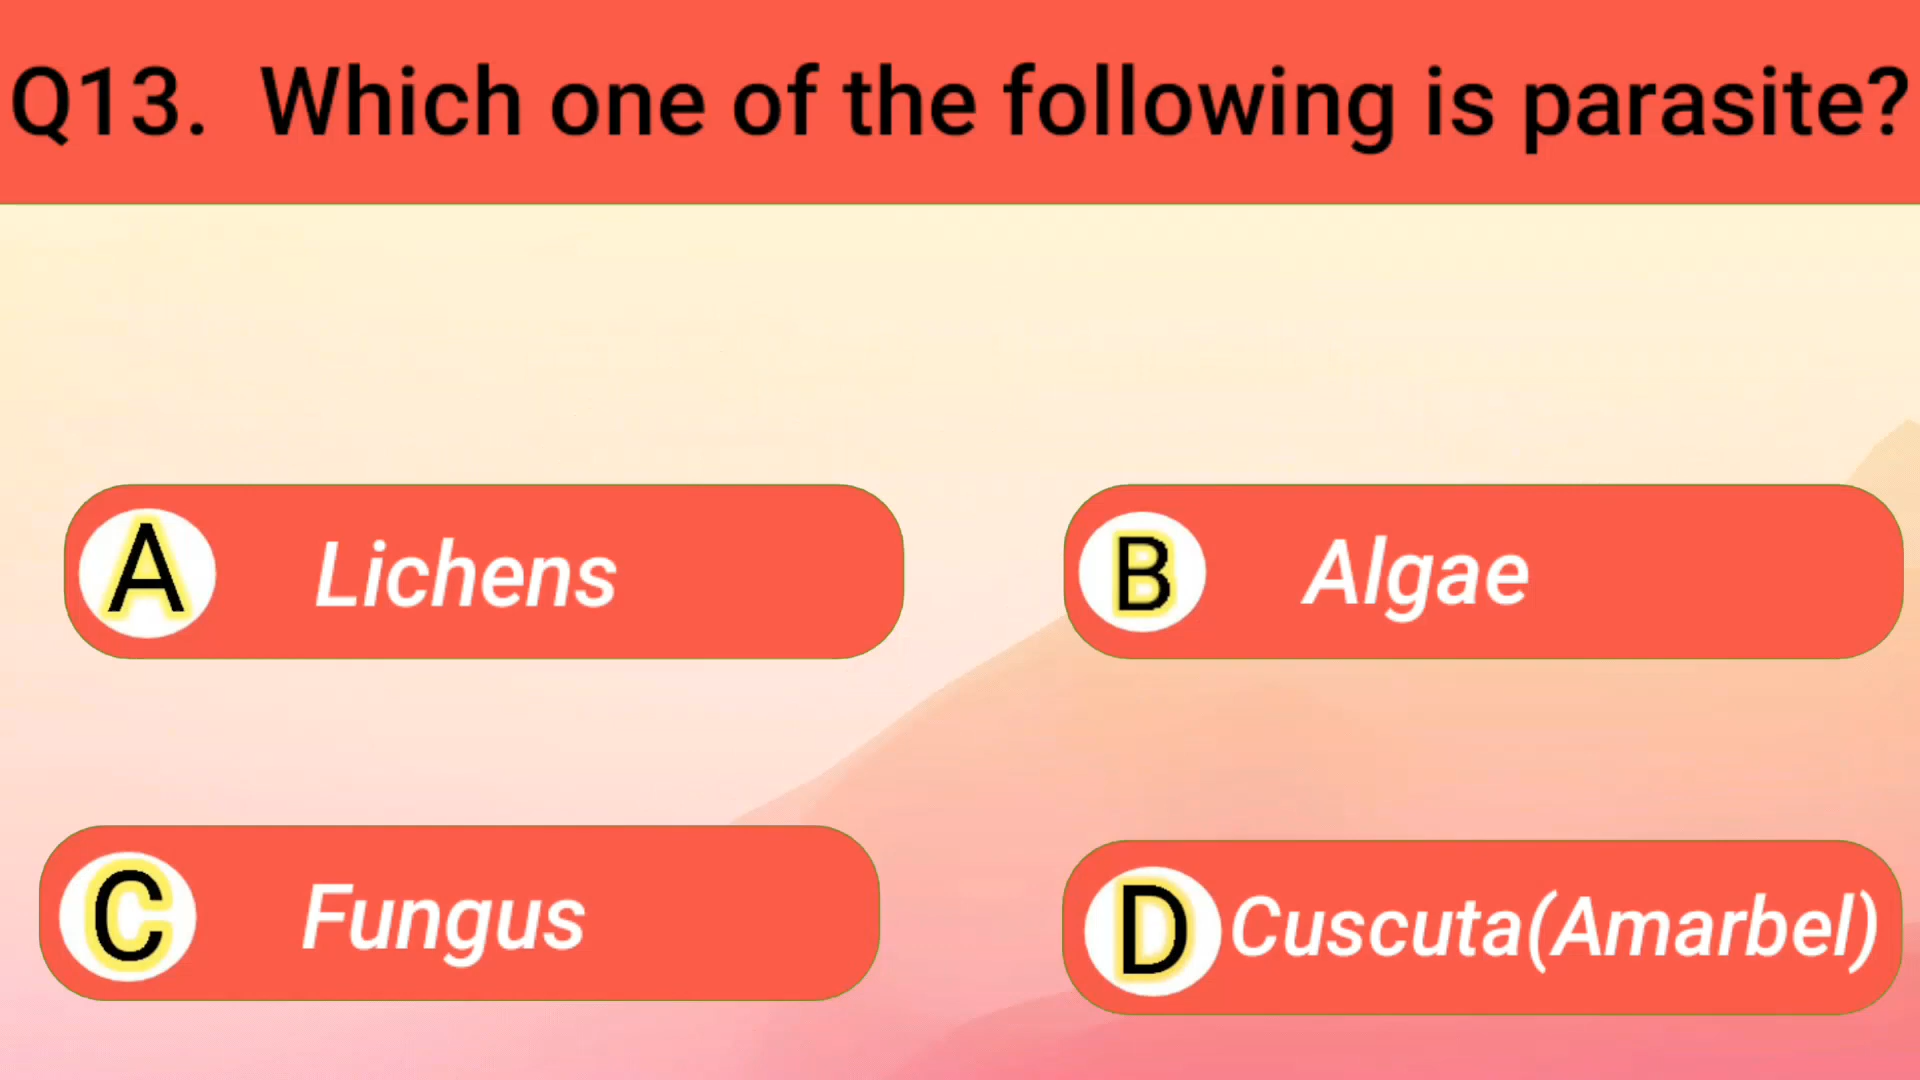 Q13. Which one of the following is parasite?
A Lichens
B Algae
C Fungus
D Cuscuta(Amarbel)